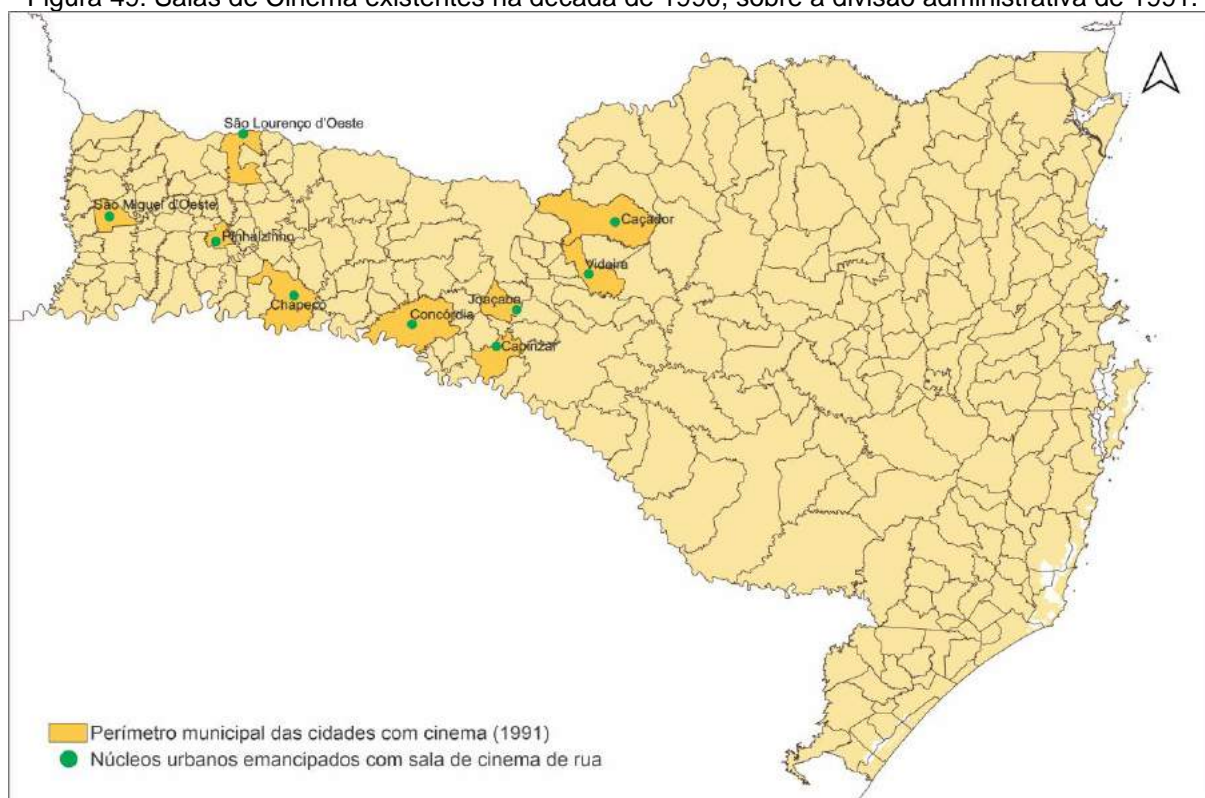 Figura 49: Salas de Cinema existentes na década de 1990, sobre a divisão administrativa de 1991.
São Lourenço d'Oeste
São Miguel d'Oeste
Caçador
Pinhalzinho
Videira
Chapecó
Joaçaba
Concórdia
Capinzal
Perímetro municipal das cidades com cinema (1991)
Núcleos urbanos emancipados com sala de cinema de rua